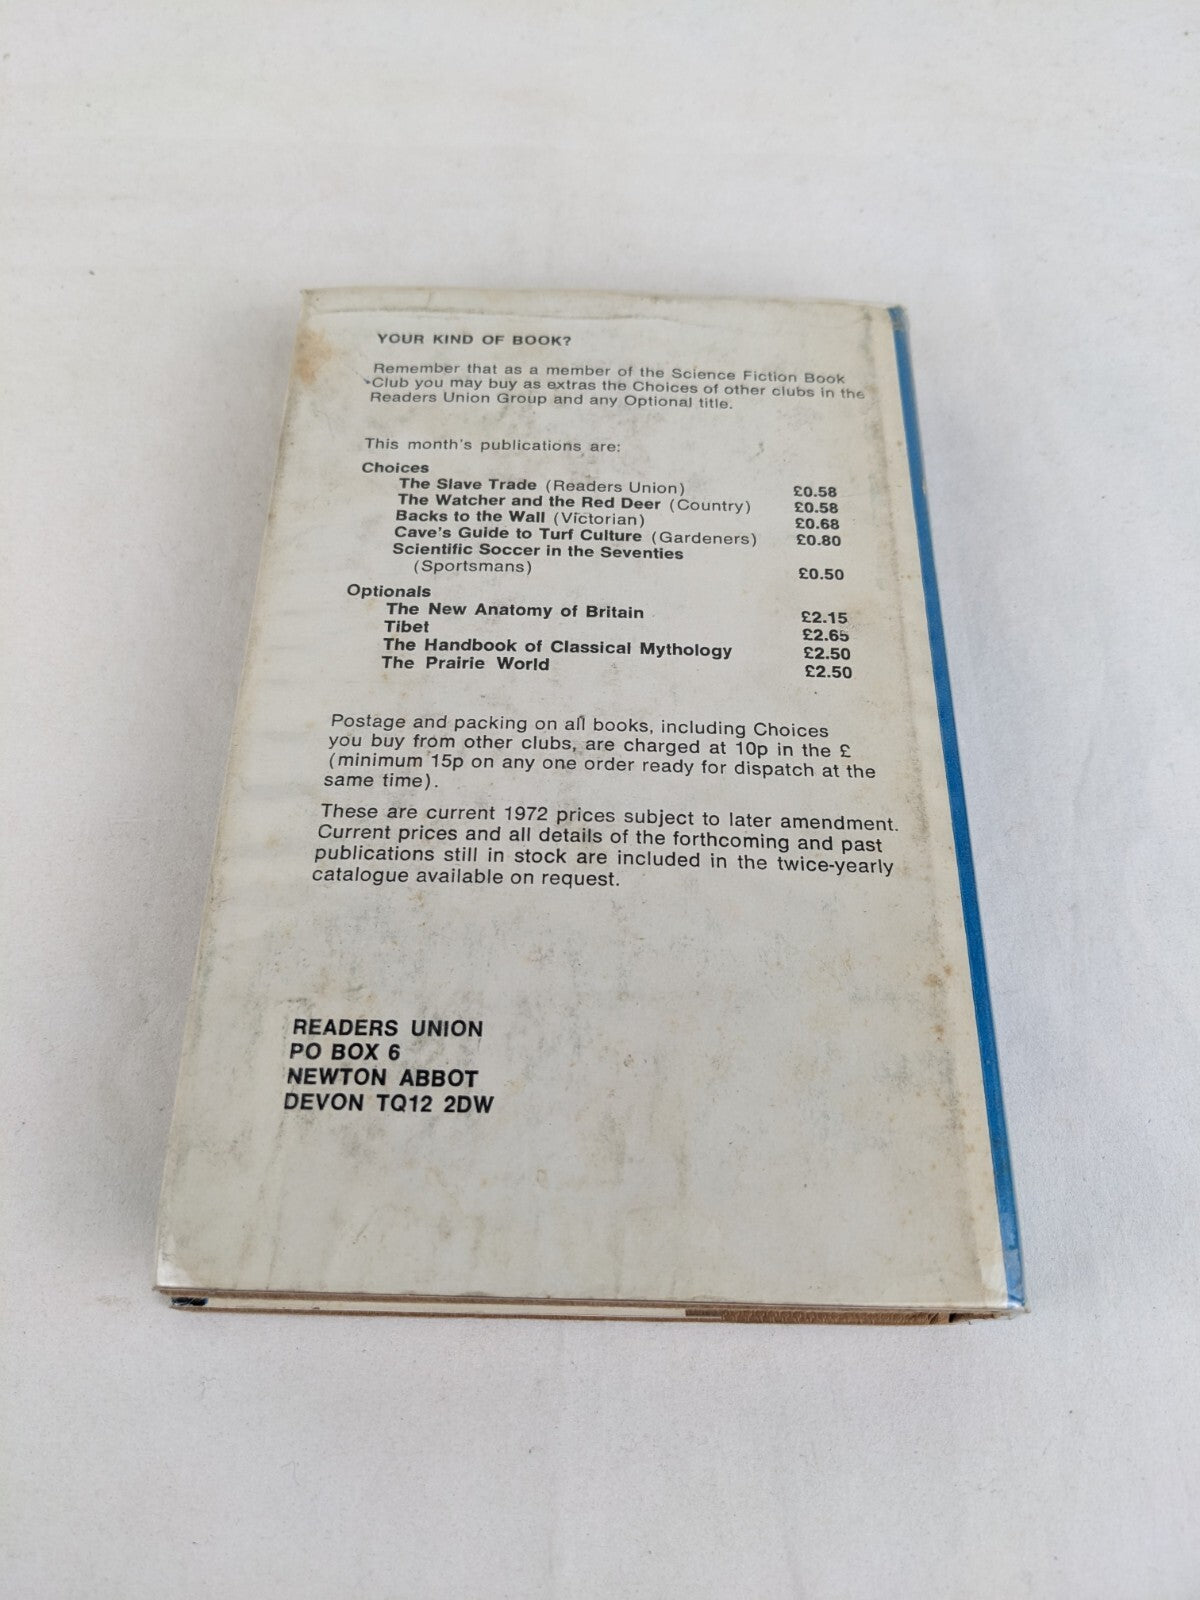 YOUR KIND OF BOOK?
Remember that as a member of the Science Fiction Book
Club you may buy as extras the Choices of other clubs in the
Readers Union Group and any Optional title.
This month's publications are:
Choices
The Slave Trade (Readers Union) £0.58
The Watcher and the Red Deer (Country) £0.58
Backs to the Wall (Victorian) £0.68
Cave's Guide to Turf Culture (Gardeners) £0.80
Scientific Soccer in the Seventies
(Sportsmans) £0.50
Optionals
The New Anatomy of Britain £2.15
Tibet £2.65
The Handbook of Classical Mythology £2.50
The Prairie World £2.50
Postage and packing on all books, including Choices
you buy from other clubs, are charged at 10p in the £
(minimum 15p on any one order ready for dispatch at the
same time).
These are current 1972 prices subject to later amendment.
Current prices and all details of the forthcoming and past
publications still in stock are included in the twice-yearly
catalogue available on request.
READERS UNION
PO BOX 6
NEWTON ABBOT
DEVON TQ12 2DW